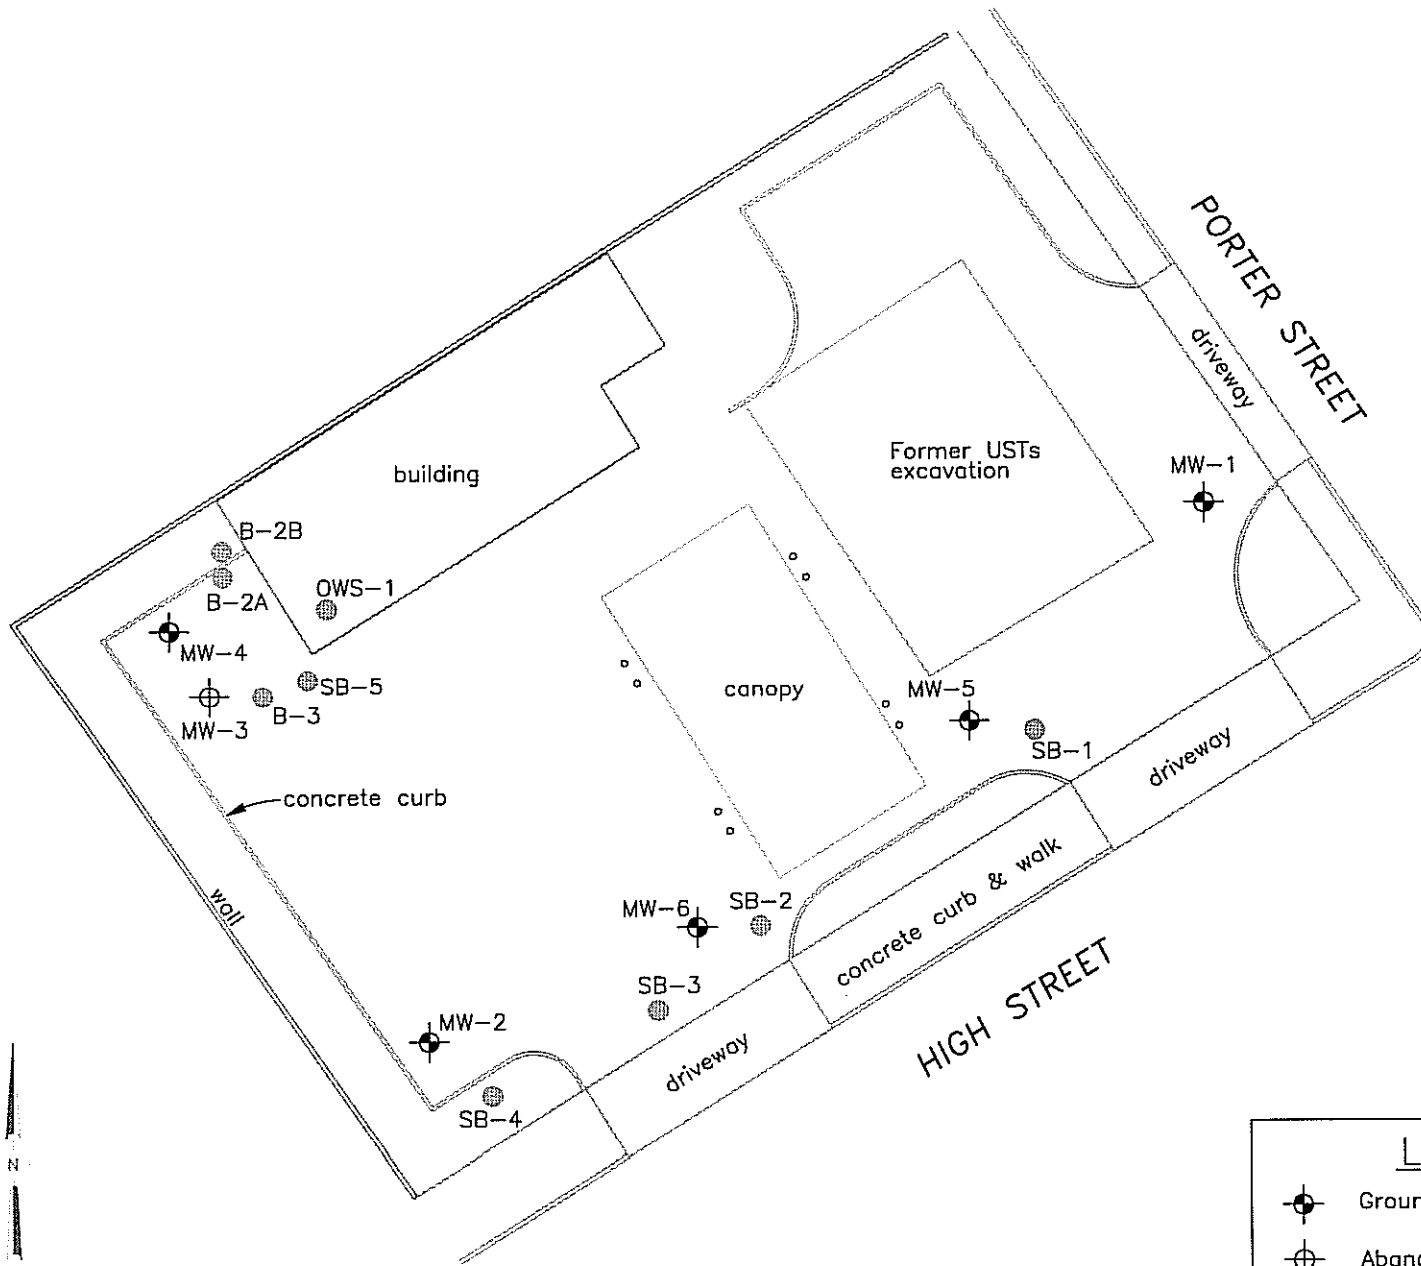 PORTER STREET
driveway
Former USTs
excavation
MW-1
building
B-2B
OWS-1
B-2A
MW-4
SB-5
MW-3
B-3
canopy
MW-5
SB-1
driveway
concrete curb
wall
MW-6
SB-2
concrete curb & walk
SB-3
HIGH STREET
MW-2
driveway
SB-4
N
L
Groun
Aband